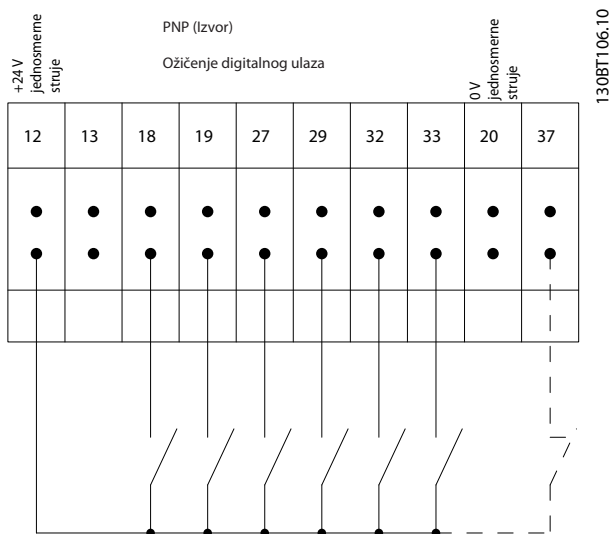 PNP (Izvor)
Ožičenje digitalnog ulaza
+24 V
jednosmerne
struje
0 V
jednosmerne
struje
130BT106.10
12 13 18 19 27 29 32 33 20 37